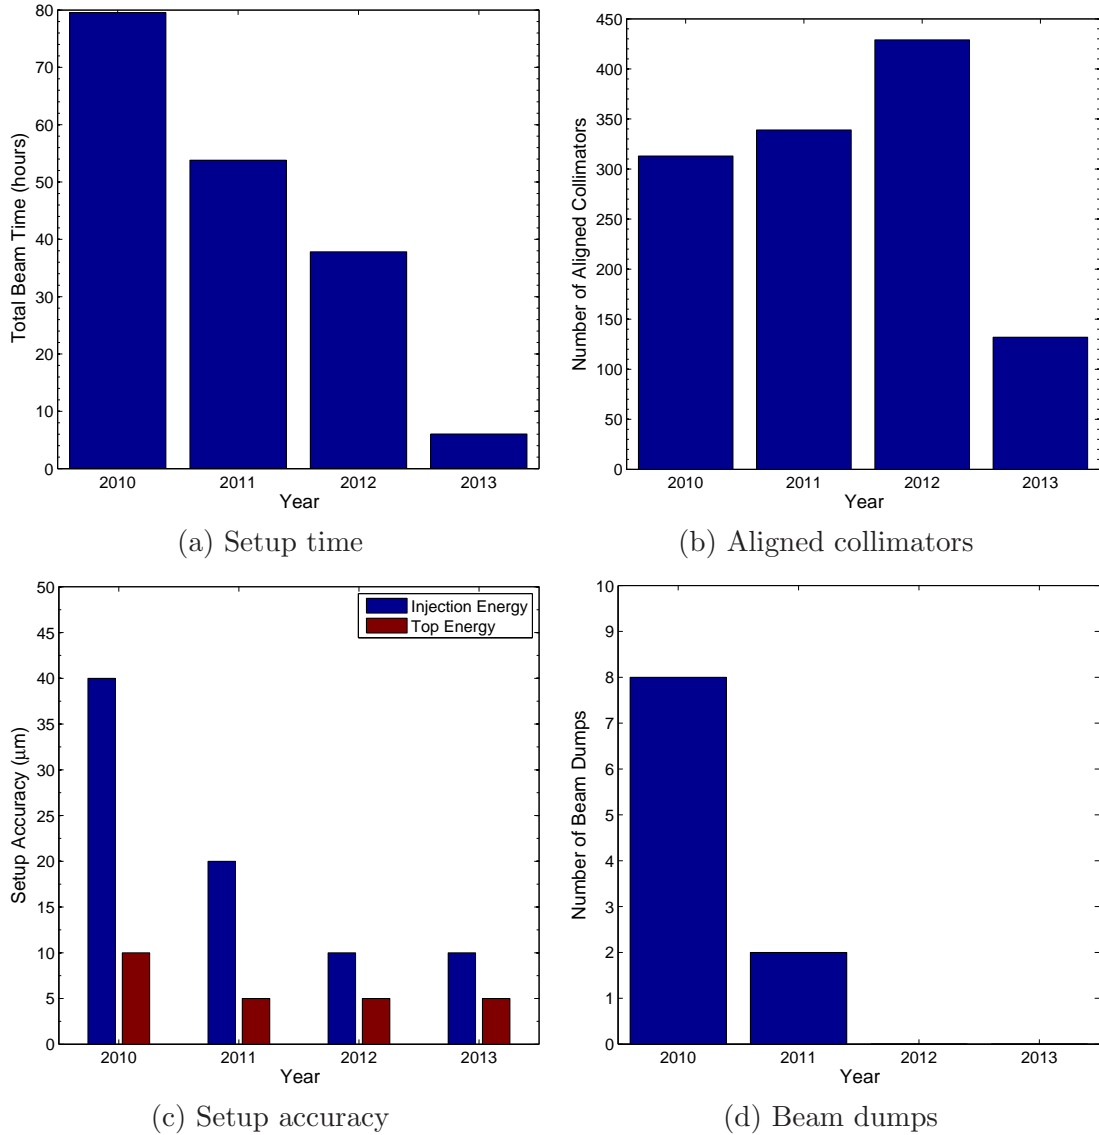 80
70
60
50
40
30
20
10
0
Total Beam Time (hours)
2010 2011 2012 2013
Year
(a) Setup time
450
400
350
300
250
200
150
100
50
0
Number of Aligned Collimators
2010 2011 2012 2013
Year
(b) Aligned collimators
50
45
40
35
30
25
20
15
10
5
0
Setup Accuracy (μm)
Injection Energy
Top Energy
2010 2011 2012 2013
Year
(c) Setup accuracy
10
9
8
7
6
5
4
3
2
1
0
Number of Beam Dumps
2010 2011 2012 2013
Year
(d) Beam dumps